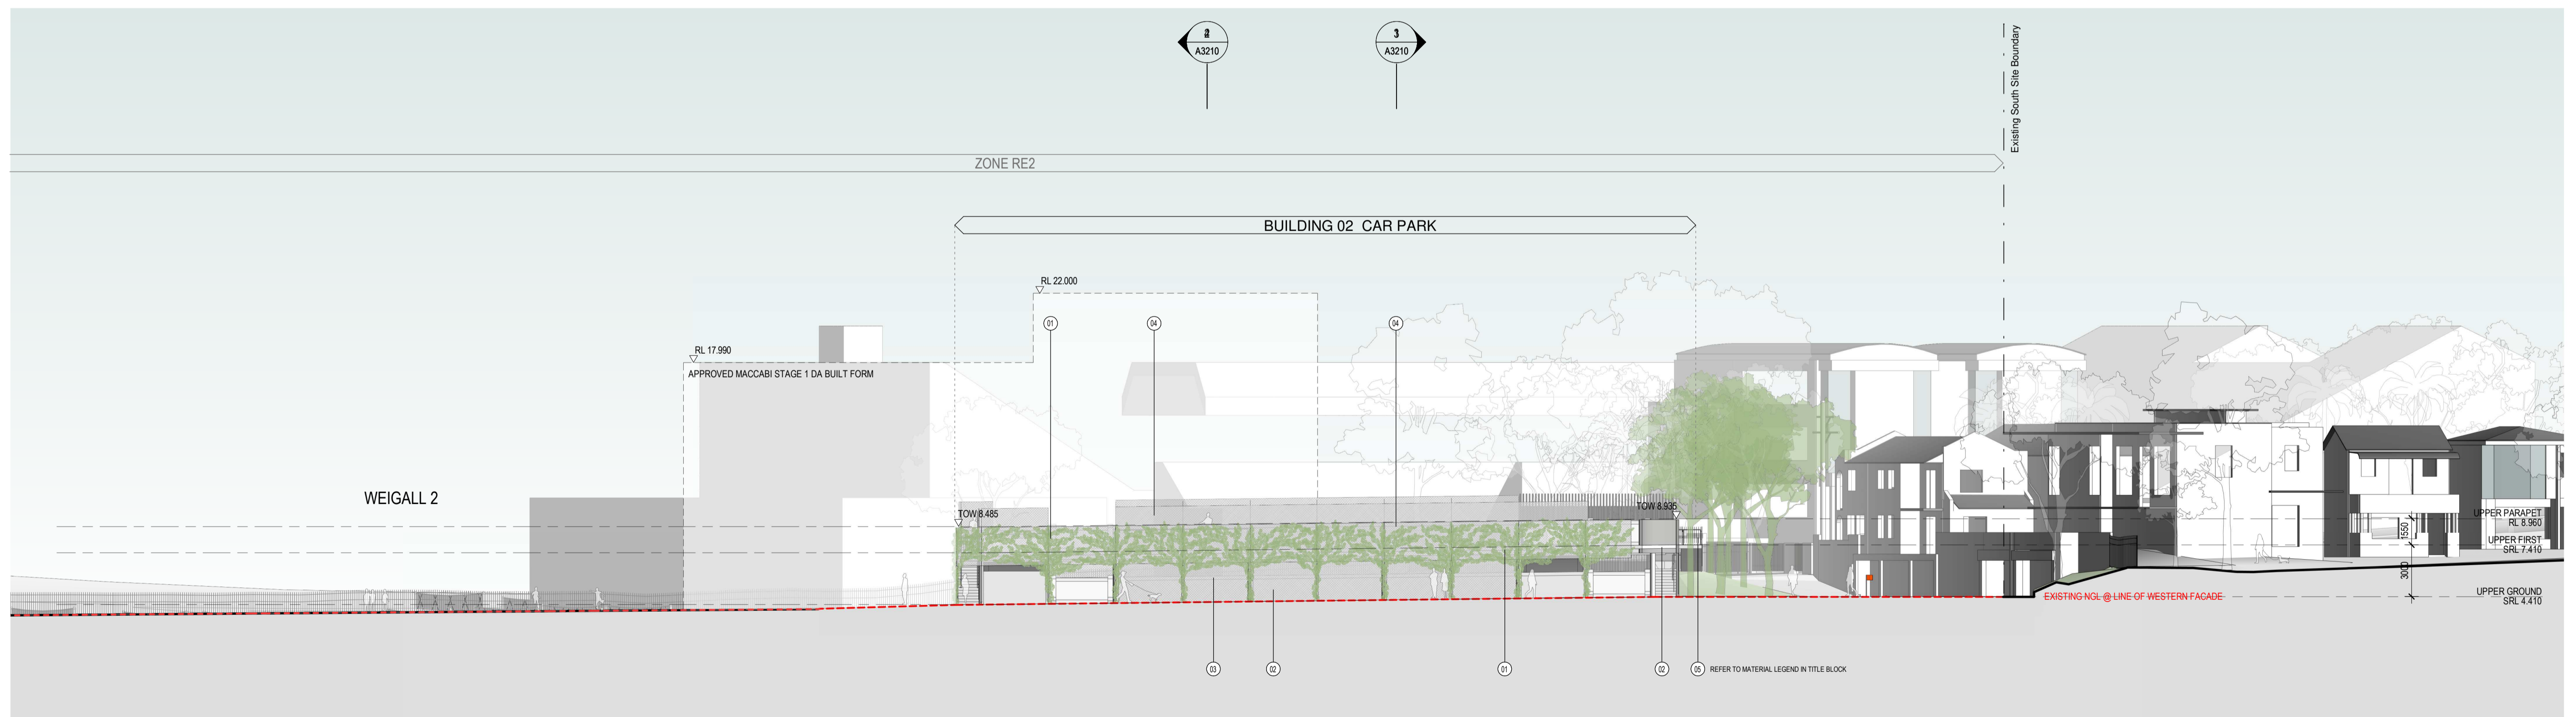 A3210
3
A3210
Existing South Site Boundary
ZONE RE2
BUILDING 02 CAR PARK
RL 22.000
01
04
04
RL 17.990
APPROVED MACCABI STAGE 1 DA BUILT FORM
WEIGALL 2
TOW 8.485
TOW 8.935
UPPER PARAPET
RL 8.960
1550
UPPER FIRST
SRL 7.410
3000
UPPER GROUND
SRL 4.410
EXISTING NGL @ LINE OF WESTERN FACADE
03
02
01
02
05
REFER TO MATERIAL LEGEND IN TITLE BLOCK